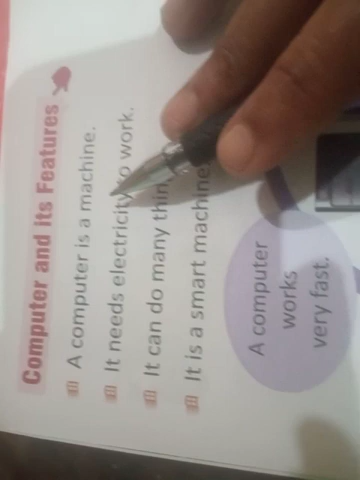 Computer and its Features
A computer is a machine.
It needs electricity to work.
It can do many
It is a smart machine
A computer
works
very fast.